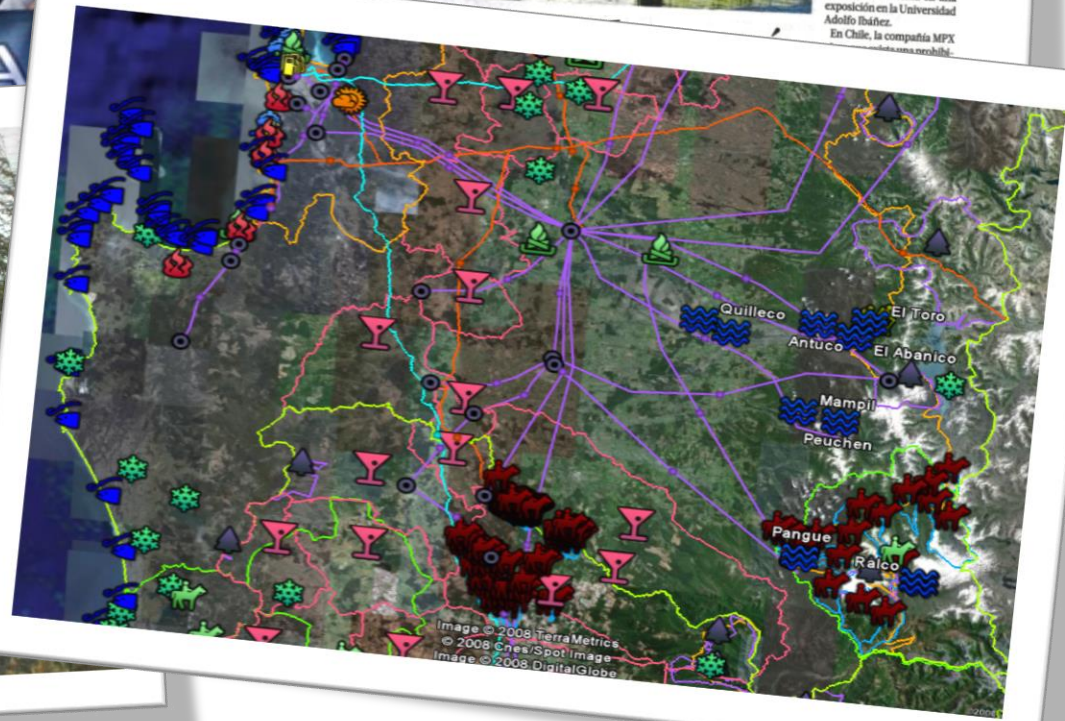 exposición en la Universidad
Adolfo Ibáñez.
En Chile, la compañía MPX
Quilleco
El Toro
Antuco
El Abanico
Mampil
Peuchen
Pangue
Ralco
Image © 2008 TerraMetrics
© 2008 Cnes/Spot Image
Image © 2008 DigitalGlobe